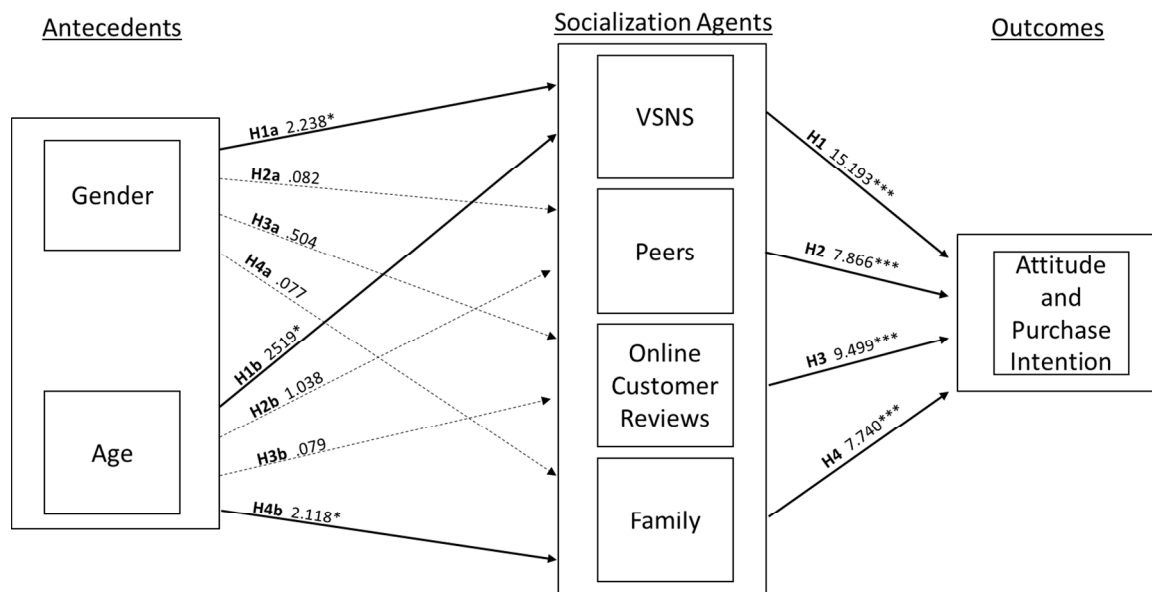 Antecedents
Socialization Agents
Outcomes
Gender
Age
H1a 2.238*
H2a .082
H3a .504
H4a .077
H1b 2519*
H2b 1.038
H3b .079
H4b 2.118*
VSNS
Peers
Online
Customer
Reviews
Family
H1 15.193***
H2 7.866***
H3 9.499***
H4 7.740***
Attitude
and
Purchase
Intention